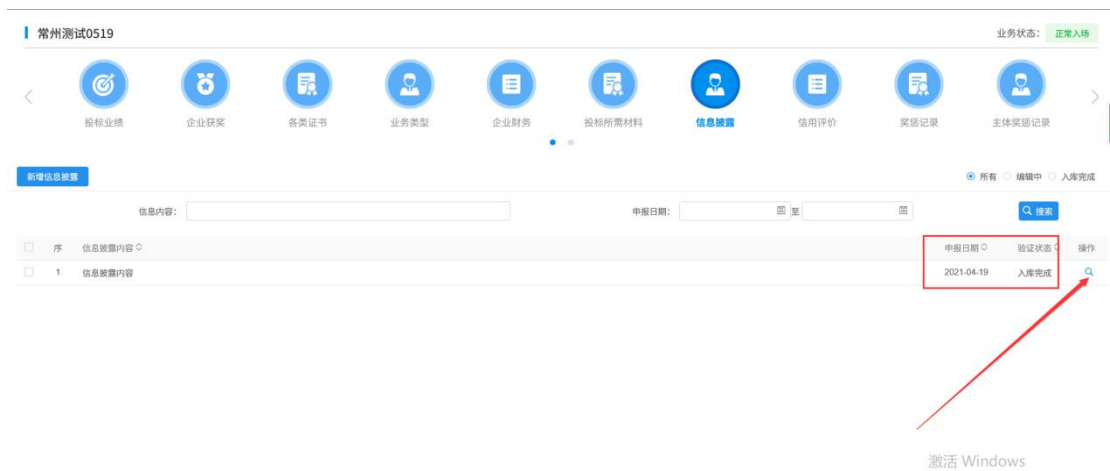 常州测试0519 业务状态： 正常入场
投标业绩 企业获奖 各类证书 业务类型 企业财务 投标所需材料 信息披露 信用评价 奖惩记录 主体奖惩记录
新增信息披露 所有 编辑中 入库完成
信息内容： 申报日期： 至 搜索
序 信息披露内容 申报日期 验证状态 操作
1 信息披露内容 2021-04-19 入库完成
激活 Windows